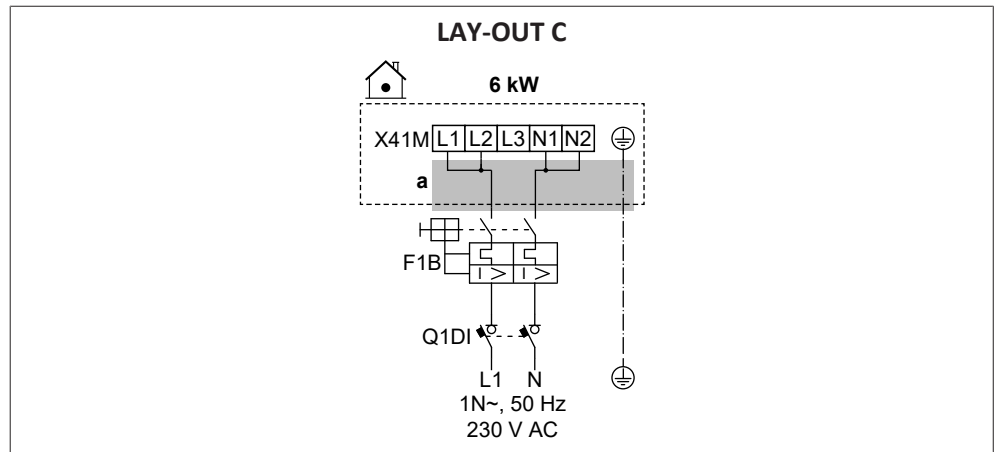 LAY-OUT C
6 kW
X41M L1 L2 L3 N1 N2
a
F1B
I > I >
Q1DI
L1 N
1N~, 50 Hz
230 V AC